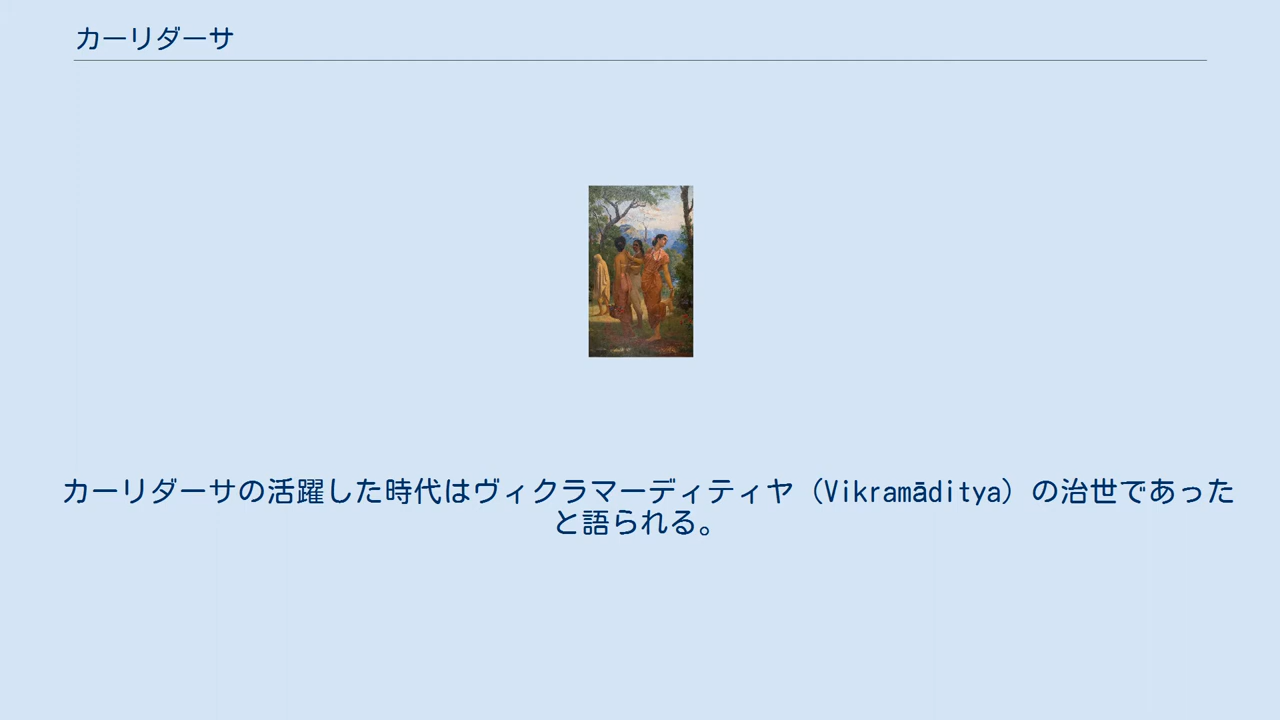 カーリダーサ
カーリダーサの活躍した時代はヴィクラマーディティヤ（Vikramāditya）の治世であった
と語られる。